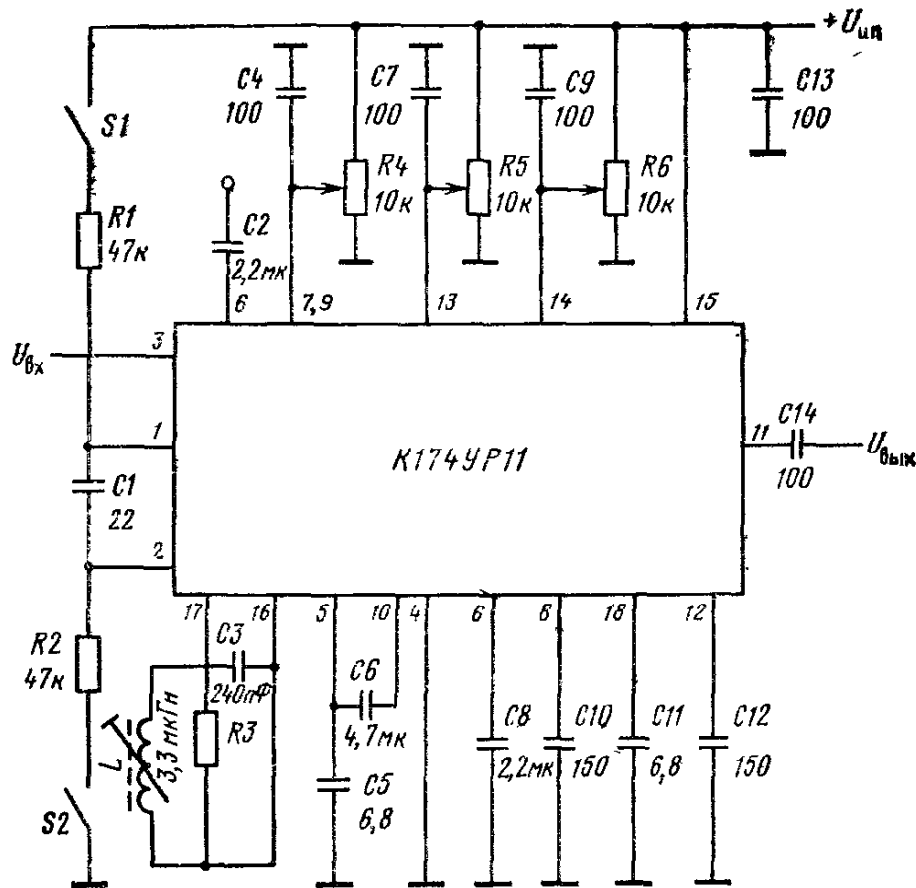 + Uип
C4
100
C7
100
C9
100
C13
100
S1
R4
10к
R5
10к
R6
10к
R1
47к
C2
2,2мк
6
7,9
13
14
15
3
Uвх
1
К174УР11
11
C14
100
Uвых
C1
22
2
17
16
5
10
4
6
8
18
12
R2
47к
C3
240пФ
R3
L
3,3 мкГн
C6
4,7мк
C5
6,8
C8
2,2мк
C10
150
C11
6,8
C12
150
S2